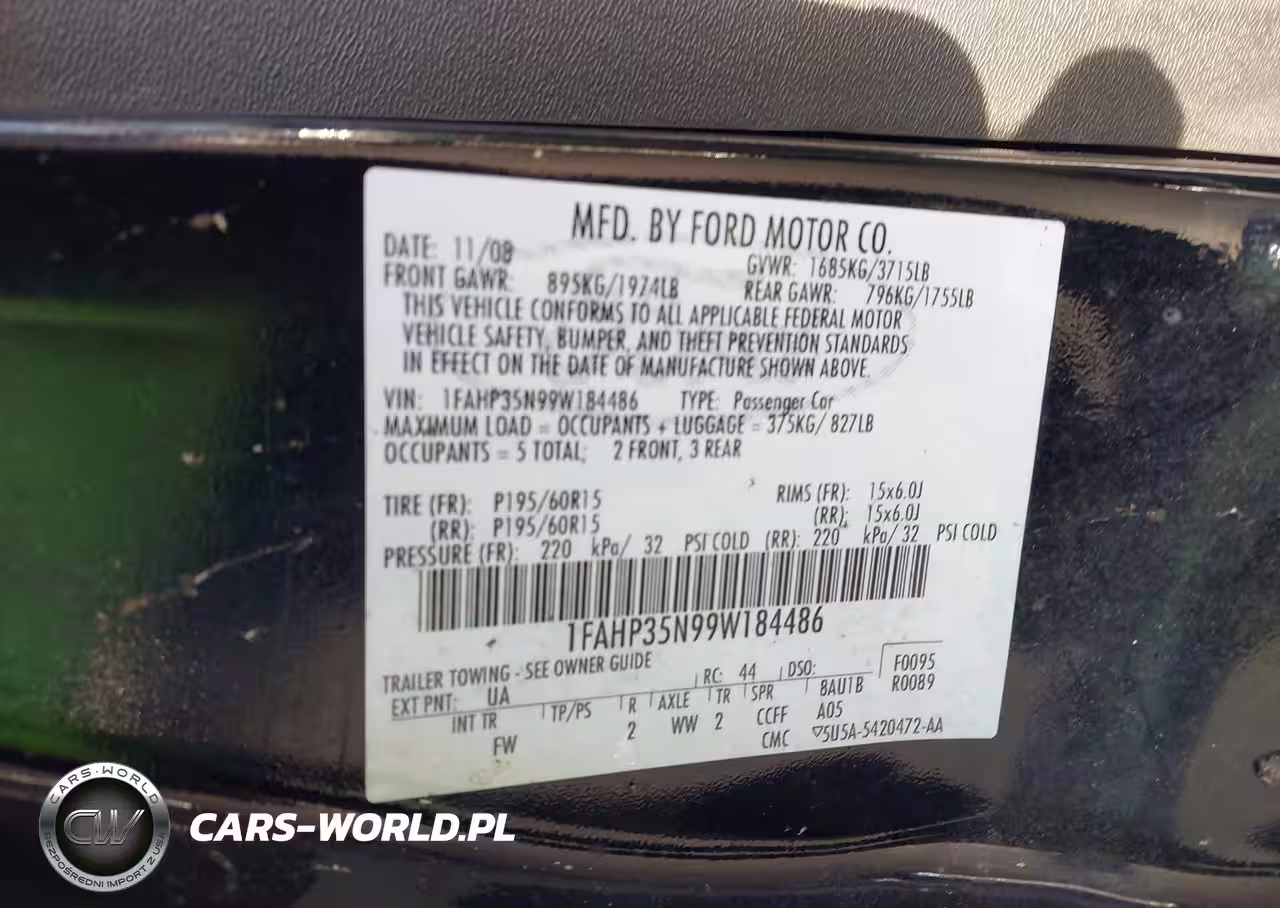 MFD. BY FORD MOTOR CO.
DATE: 11/08 GVWR: 1685KG/3715LB
FRONT GAWR: 895KG/1974LB REAR GAWR: 796KG/1755LB
THIS VEHICLE CONFORMS TO ALL APPLICABLE FEDERAL MOTOR
VEHICLE SAFETY, BUMPER, AND THEFT PREVENTION STANDARDS
IN EFFECT ON THE DATE OF MANUFACTURE SHOWN ABOVE.
VIN: 1FAHP35N99W184486 TYPE: Passenger Car
MAXIMUM LOAD = OCCUPANTS + LUGGAGE = 375KG/ 827LB
OCCUPANTS = 5 TOTAL; 2 FRONT, 3 REAR
TIRE (FR): P195/60R15 RIMS (FR): 15x6.0J
(RR): P195/60R15 (RR): 15x6.0J
PRESSURE (FR): 220 kPa/ 32 PSI COLD (RR): 220 kPa/ 32 PSI COLD
1FAHP35N99W184486
TRAILER TOWING - SEE OWNER GUIDE
EXT PNT: UA RC: 44 DSO: F0095
R0089
INT TR TP/PS R AXLE TR SPR 8AU1B
FW 2 WW 2 CCFF A05
CMC ▽5U5A-5420472-AA
CARS-WORLD
CW
BEZPOŚREDNI IMPORT Z USA
CARS-WORLD.PL